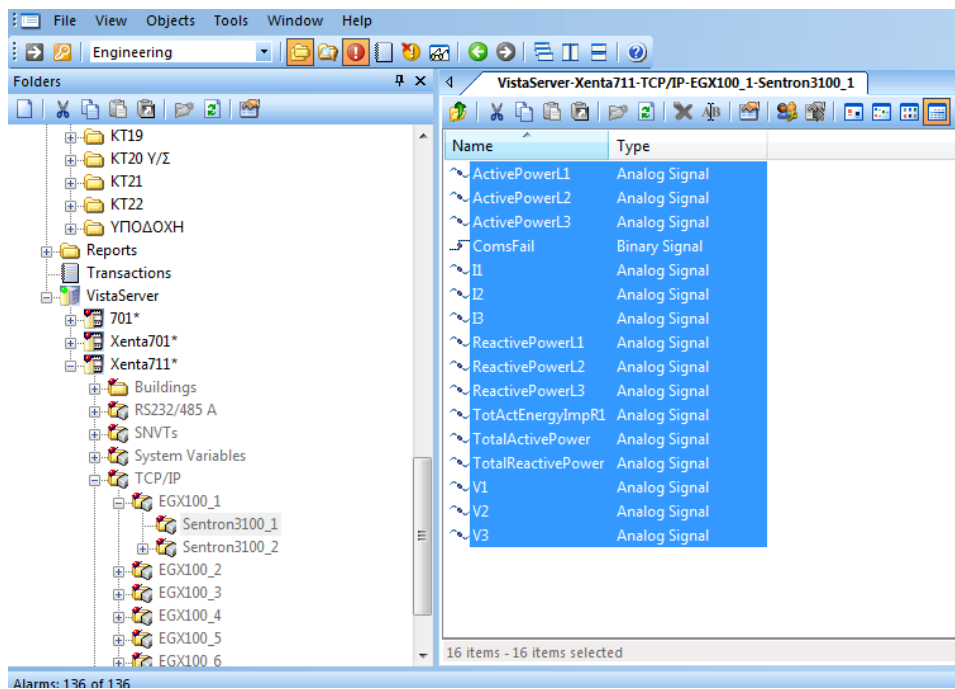 File View Objects Tools Window Help
Engineering
Folders
VistaServer-Xenta711-TCP/IP-EGX100_1-Sentron3100_1
KT19
KT20 Υ/Σ
KT21
KT22
ΥΠΟΔΟΧΗ
Reports
Transactions
VistaServer
701*
Xenta701*
Xenta711*
Buildings
RS232/485 A
SNVTs
System Variables
TCP/IP
EGX100_1
Sentron3100_1
Sentron3100_2
EGX100_2
EGX100_3
EGX100_4
EGX100_5
EGX100_6
Name Type
ActivePowerL1 Analog Signal
ActivePowerL2 Analog Signal
ActivePowerL3 Analog Signal
ComsFail Binary Signal
I1 Analog Signal
I2 Analog Signal
I3 Analog Signal
ReactivePowerL1 Analog Signal
ReactivePowerL2 Analog Signal
ReactivePowerL3 Analog Signal
TotActEnergyImpR1 Analog Signal
TotalActivePower Analog Signal
TotalReactivePower Analog Signal
V1 Analog Signal
V2 Analog Signal
V3 Analog Signal
16 items - 16 items selected
Alarms: 136 of 136